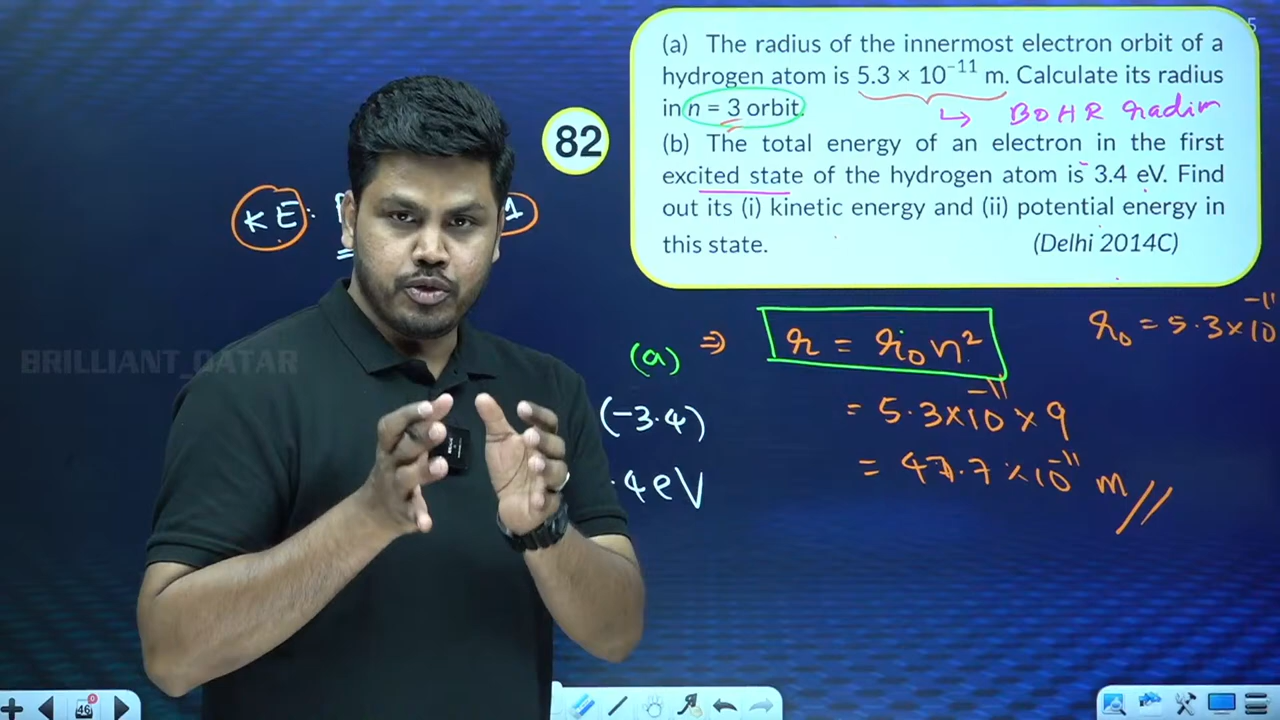 (a) The radius of the innermost electron orbit of a
hydrogen atom is 5.3 × 10⁻¹¹ m. Calculate its radius
in n = 3 orbit.
↳ BOHR radius
(b) The total energy of an electron in the first
excited state of the hydrogen atom is 3.4 eV. Find
out its (i) kinetic energy and (ii) potential energy in
this state. (Delhi 2014C)
82
KE:
1
BRILLIANT_QATAR
(a) ⇒ r = r₀n²
r₀ = 5.3×10⁻¹¹
= 5.3×10⁻¹¹ × 9
= 47.7 ×10⁻¹¹ m //
(-3.4)
.4eV
46